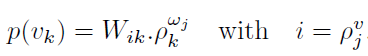 p(v_k) = W_{ik}.ρ_k^{ω_j} with i = ρ_j^v.